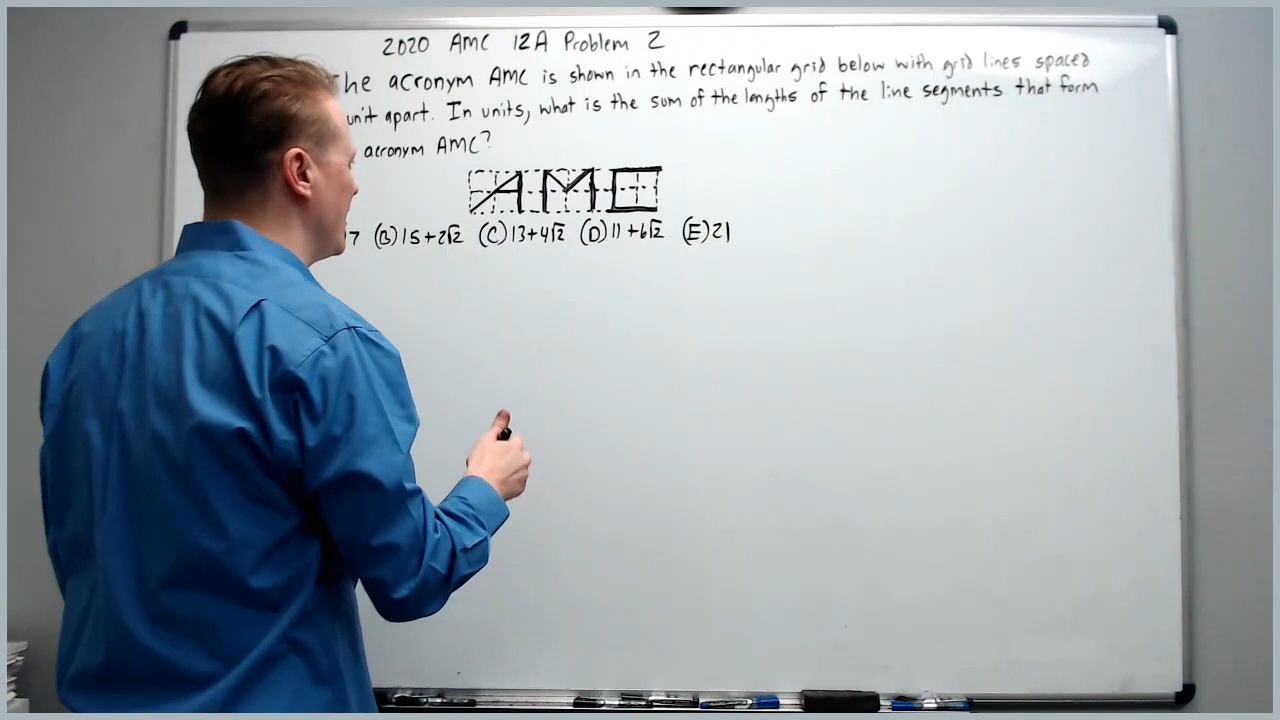 2020 AMC 12A Problem 2
he acronym AMC is shown in the rectangular grid below with grid lines spaced
unit apart. In units, what is the sum of the lengths of the line segments that form
acronym AMC?
AMC
7 (B) 15+2√2 (C) 13+4√2 (D) 11+6√2 (E) 21